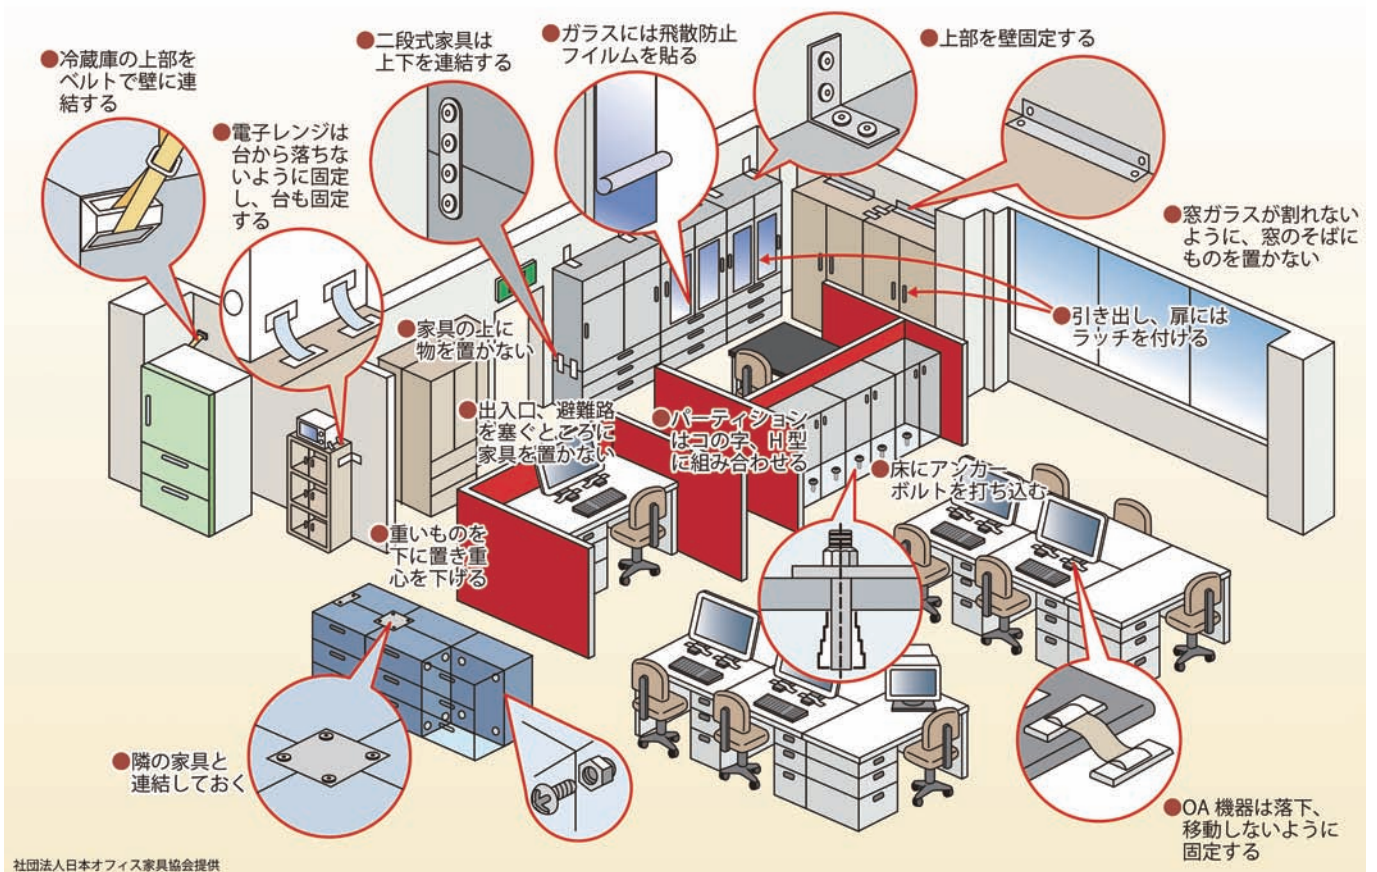 ●冷蔵庫の上部を
ベルトで壁に連
結する
●電子レンジは
台から落ちな
いように固定
し、台も固定
する
●二段式家具は
上下を連結する
●ガラスには飛散防止
フイルムを貼る
●上部を壁固定する
●窓ガラスが割れない
ように、窓のそばに
ものを置かない
●引き出し、扉には
ラッチを付ける
●家具の上に
物を置かない
●出入口、避難路
を塞ぐところに
家具を置かない
●パーティション
はコの字、H型
に組み合わせる
●床にアンカー
ボルトを打ち込む
●重いものを
下に置き重
心を下げる
●隣の家具と
連結しておく
●OA 機器は落下、
移動しないように
固定する
社団法人日本オフィス家具協会提供